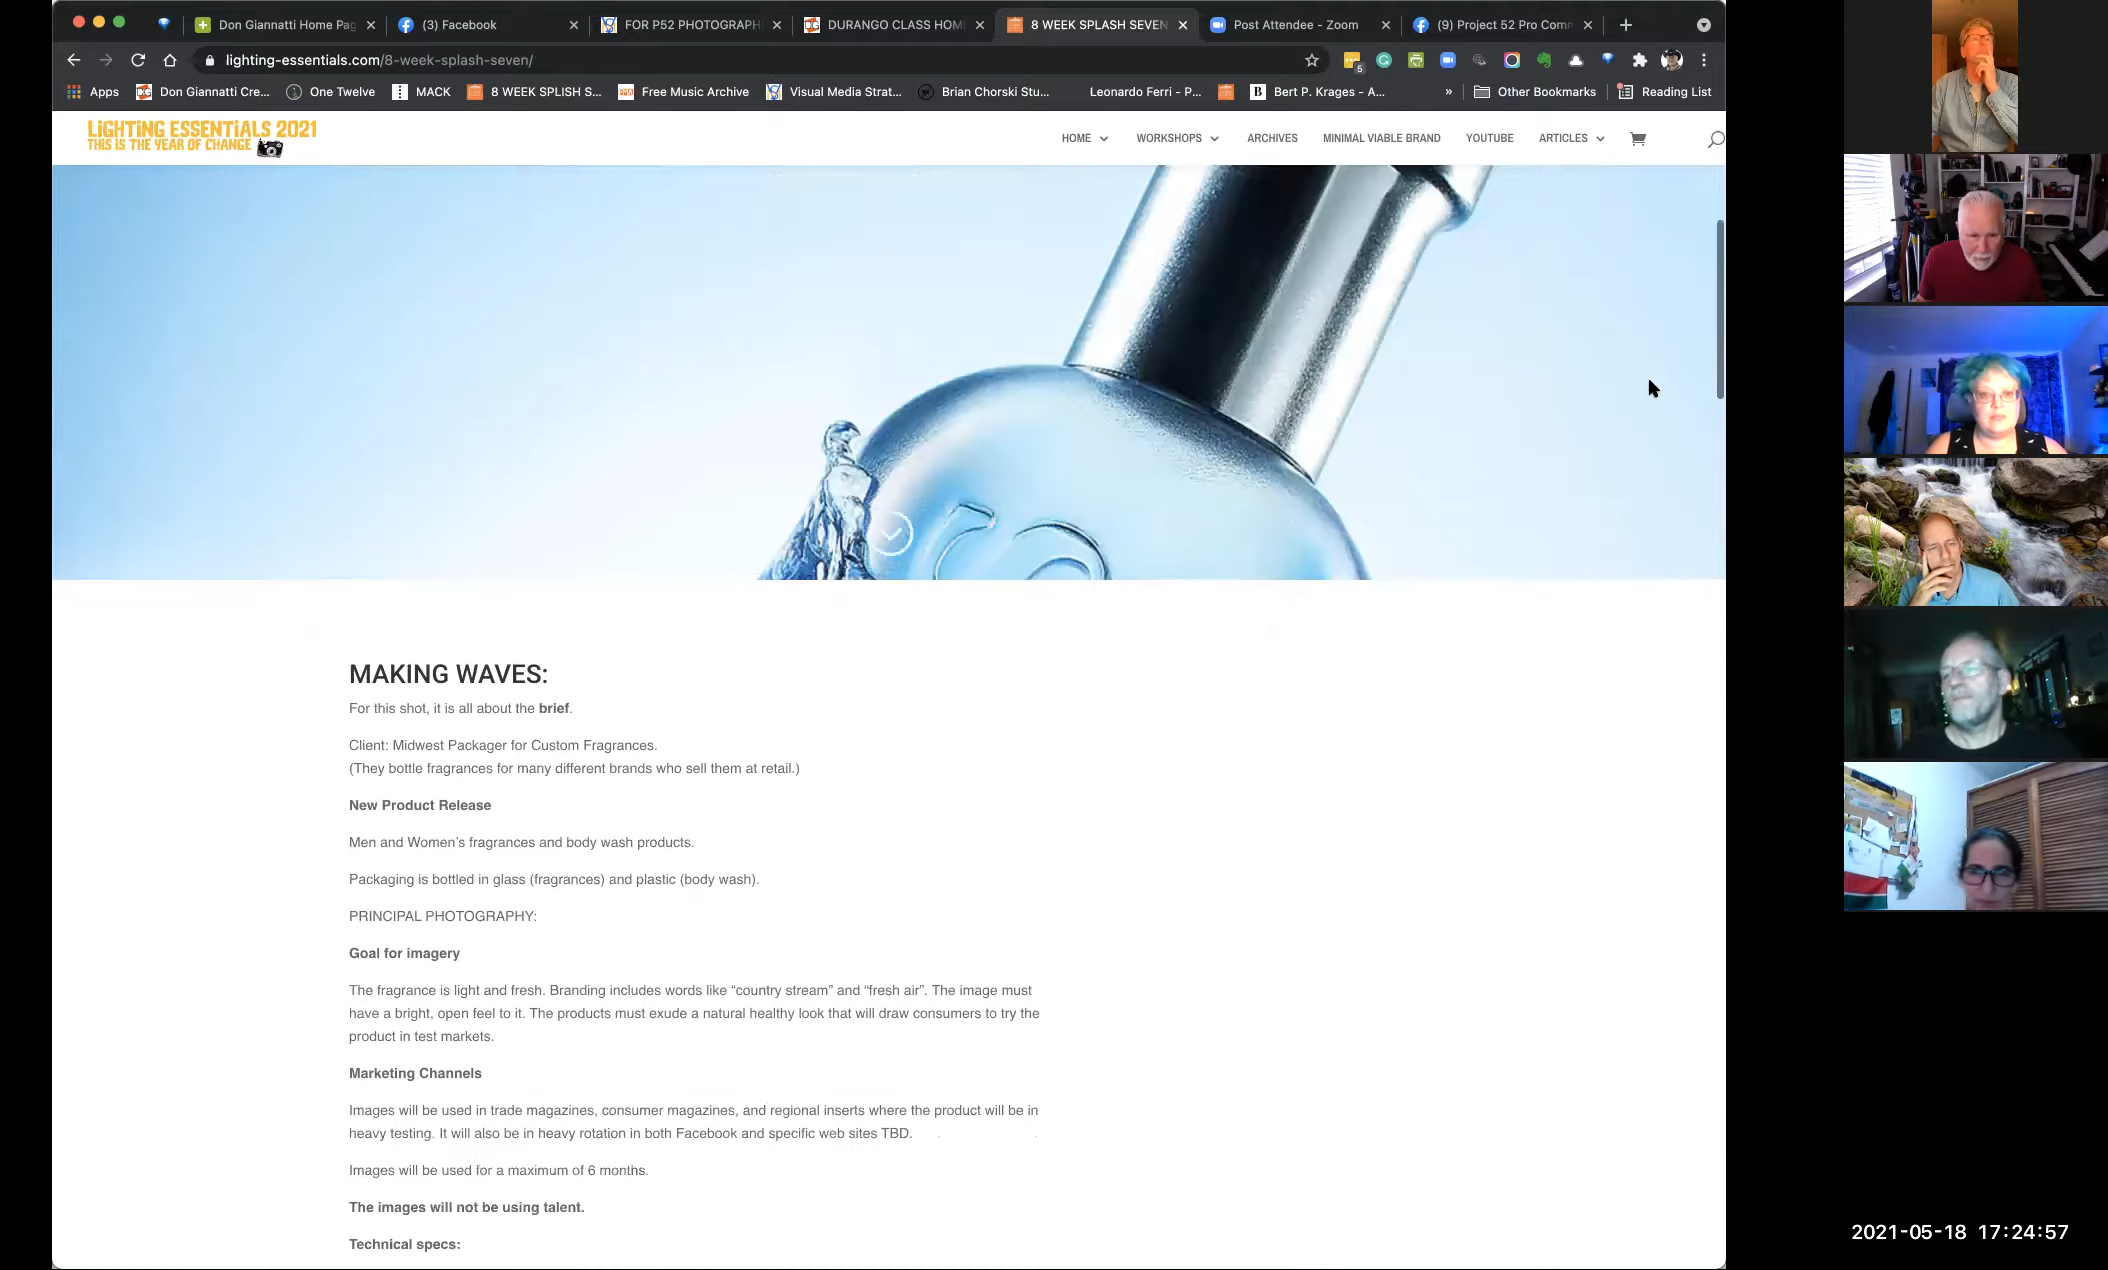 Don Giannatti Home Pag
(3) Facebook
FOR P52 PHOTOGRAPH
DURANGO CLASS HOM
8 WEEK SPLASH SEVEN
Post Attendee - Zoom
(9) Project 52 Pro Comm
lighting-essentials.com/8-week-splash-seven/
5
Apps
Don Giannatti Cre...
One Twelve
MACK
8 WEEK SPLISH S...
Free Music Archive
Visual Media Strat...
Brian Chorski Stu...
Leonardo Ferri - P...
B
Bert P. Krages - A...
»
Other Bookmarks
Reading List
LIGHTING ESSENTIALS 2021
THIS IS THE YEAR OF CHANGE
HOME
WORKSHOPS
ARCHIVES
MINIMAL VIABLE BRAND
YOUTUBE
ARTICLES
MAKING WAVES:
For this shot, it is all about the brief.
Client: Midwest Packager for Custom Fragrances.
(They bottle fragrances for many different brands who sell them at retail.)
New Product Release
Men and Women’s fragrances and body wash products.
Packaging is bottled in glass (fragrances) and plastic (body wash).
PRINCIPAL PHOTOGRAPHY:
Goal for imagery
The fragrance is light and fresh. Branding includes words like “country stream” and “fresh air”. The image must
have a bright, open feel to it. The products must exude a natural healthy look that will draw consumers to try the
product in test markets.
Marketing Channels
Images will be used in trade magazines, consumer magazines, and regional inserts where the product will be in
heavy testing. It will also be in heavy rotation in both Facebook and specific web sites TBD.
Images will be used for a maximum of 6 months.
The images will not be using talent.
Technical specs:
2021-05-18 17:24:57